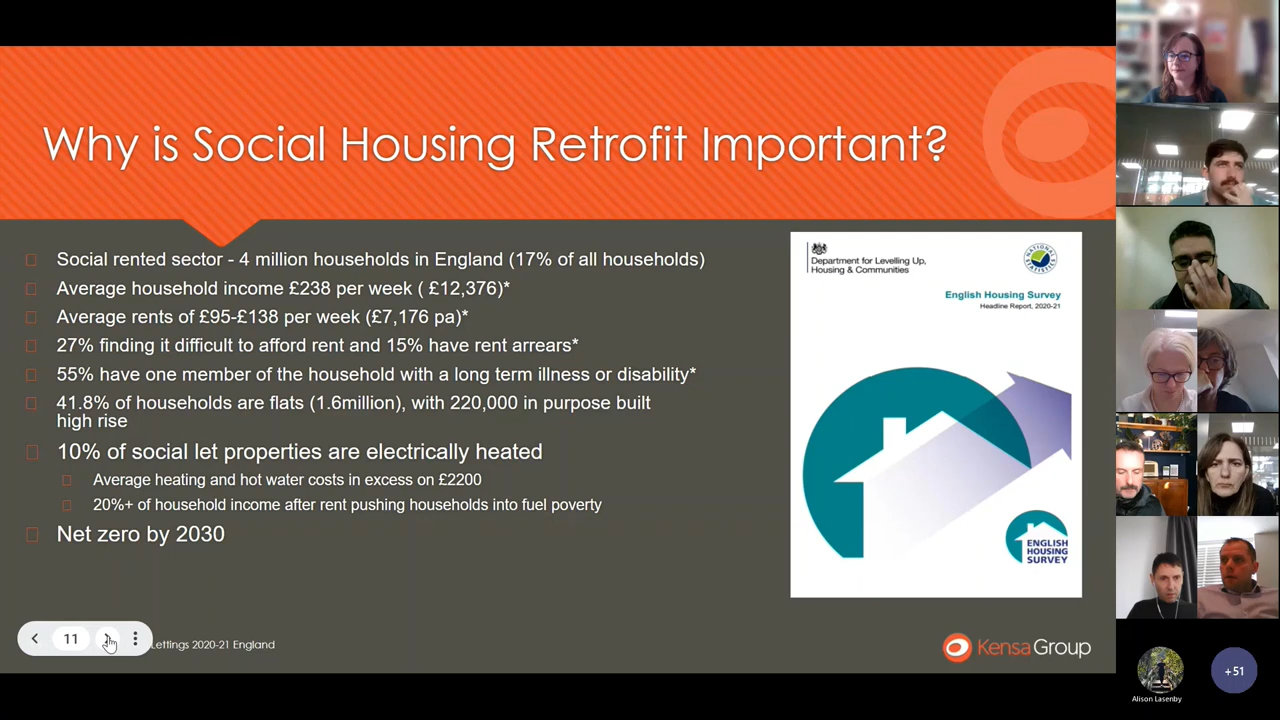 Why is Social Housing Retrofit Important?
Social rented sector - 4 million households in England (17% of all households)
Average household income £238 per week ( £12,376)*
Average rents of £95-£138 per week (£7,176 pa)*
27% finding it difficult to afford rent and 15% have rent arrears*
55% have one member of the household with a long term illness or disability*
41.8% of households are flats (1.6million), with 220,000 in purpose built
high rise
10% of social let properties are electrically heated
Average heating and hot water costs in excess on £2200
20%+ of household income after rent pushing households into fuel poverty
Net zero by 2030
Department for Levelling Up,
Housing & Communities
NATIONAL STATISTICS
English Housing Survey
Headline Report, 2020-21
ENGLISH
HOUSING
SURVEY
11
Lettings 2020-21 England
KensaGroup
Alison Lasenby
+51